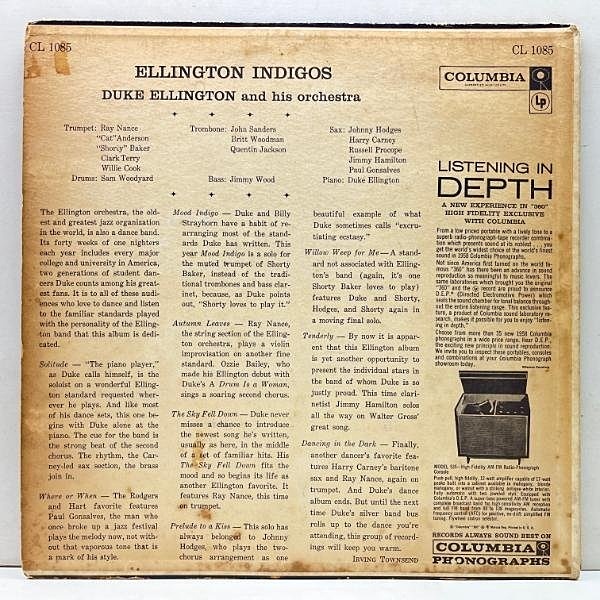 CL 1085
CL 1085
ELLINGTON INDIGOS
DUKE ELLINGTON and his orchestra
Trumpet: Ray Nance
"Cat" Anderson
"Shorty" Baker
Clark Terry
Willie Cook
Drums: Sam Woodyard
Trombone: John Sanders
Britt Woodman
Quentin Jackson
Bass: Jimmy Wood
Sax: Johnny Hodges
Harry Carney
Russell Procope
Jimmy Hamilton
Paul Gonsalves
Piano: Duke Ellington
The Ellington orchestra, the old-
est and greatest jazz organization
in the world, is also a dance band.
Its forty weeks of one nighters
each year includes every major
college and university in America,
two generations of student dan-
cers Duke counts among his great-
est fans. It is to all of these audi-
ences who love to dance and listen
to the familiar standards played
with the personality of the Elling-
ton band that this album is dedi-
cated.
Solitude — "The piano player,"
as Duke calls himself, is the
soloist on a wonderful Elling-
ton standard requested wher-
ever he plays. And like most
of his dance sets, this one be-
gins with Duke alone at the
piano. The cue for the band is
the strong beat of the second
chorus. The rhythm, the Car-
ney-led sax section, the brass
join in.
Where or When — The Rodgers
and Hart favorite features
Paul Gonsalves, the man who
once broke up a jazz festival
plays the melody now, not with-
out that vaporous tone that is
a mark of his style.
Mood Indigo — Duke and Billy
Strayhorn have a habit of re-
arranging most of the stand-
ards Duke has written. This
year Mood Indigo is a solo for
the muted trumpet of Shorty
Baker, instead of the tradi-
tional trombones and bass clar-
inet, because, as Duke points
out, "Shorty loves to play it."
Autumn Leaves — Ray Nance,
the string section of the Elling-
ton orchestra, plays a violin
improvisation on another fine
standard. Ozzie Bailey, who
made his Ellington debut with
Duke's A Drum Is a Woman,
sings a soaring second chorus.
The Sky Fell Down — Duke never
misses a chance to introduce
the newest song he's written,
usually as here, in the middle
of a set of familiar hits. His
The Sky Fell Down fits the
mood and so begins its life as
another Ellington favorite. It
features Ray Nance, this time
on trumpet.
Prelude to a Kiss — This solo has
always belonged to Johnny
Hodges, who plays the two-
chorus arrangement as one
beautiful example of what
Duke sometimes calls "excru-
tiating ecstasy."
Willow Weep for Me — A stand-
ard not associated with Elling-
ton's band (again, it's one
Shorty Baker loves to play)
features Duke and Shorty,
Hodges, and Shorty again in
a moving final solo.
Tenderly — By now it is appar-
ent that this Ellington album
is yet another opportunity to
present the individual stars in
the band of whom Duke is so
justly proud. This time clari-
netist Jimmy Hamilton solos
all the way on Walter Gross'
great song.
Dancing in the Dark — Finally,
another dancer's favorite fea-
tures Harry Carney's baritone
sax and Ray Nance, again on
trumpet. And Duke's dance
album ends. But until the next
time Duke's silver band bus
rolls up to the dance you're
attending, this group of record-
ings will keep you warm.
IRVING TOWNSEND
COLUMBIA
LP
LISTENING IN
DEPTH
A NEW EXPERIENCE IN "360"
HIGH FIDELITY EXCLUSIVE
WITH COLUMBIA
RECORDS ALWAYS SOUND BEST ON
COLUMBIA
PHONOGRAPHS